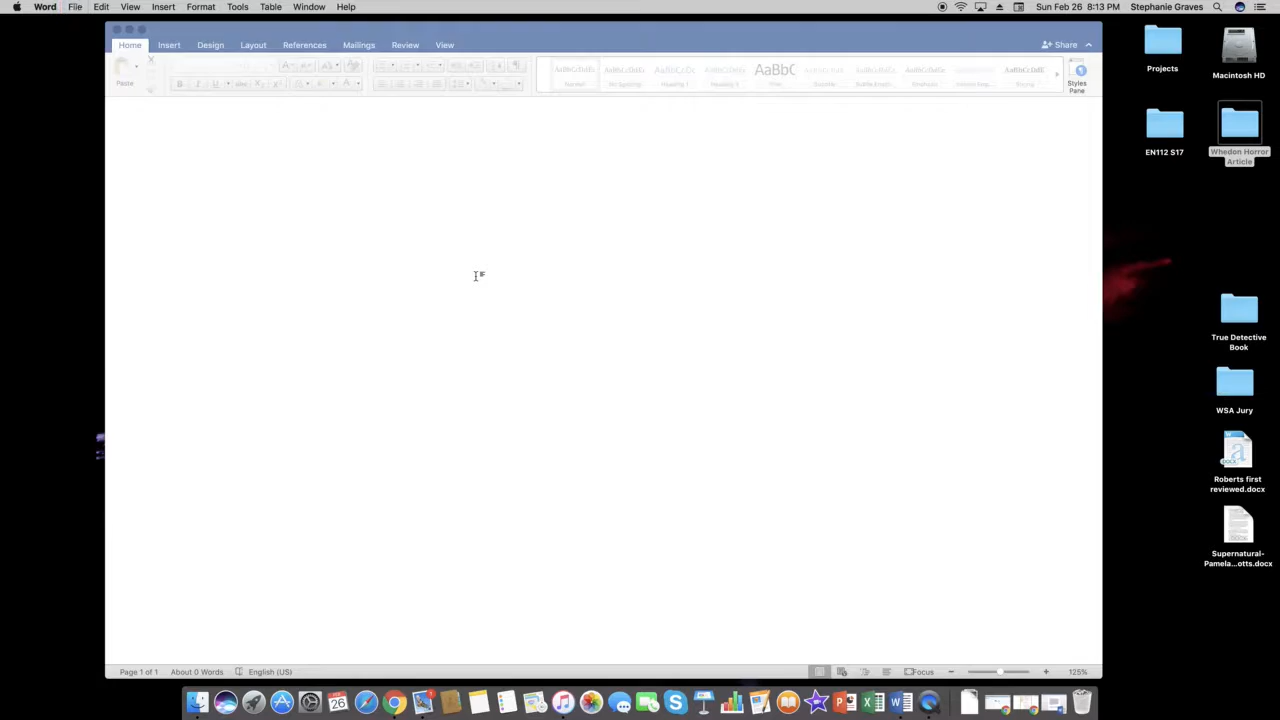 Word File Edit View Insert Format Tools Table Window Help Sun Feb 26 8:13 PM Stephanie Graves
Home Insert Design Layout References Mailings Review View Share
Paste
AaBbC
Styles
Pane
Projects
Macintosh HD
EN112 S17
Whedon Horror
Article
True Detective
Book
WSA Jury
DOCX
Roberts first
reviewed.docx
Supernatural-
Pamela...otts.docx
Page 1 of 1 About 0 Words English (US) Focus 125%